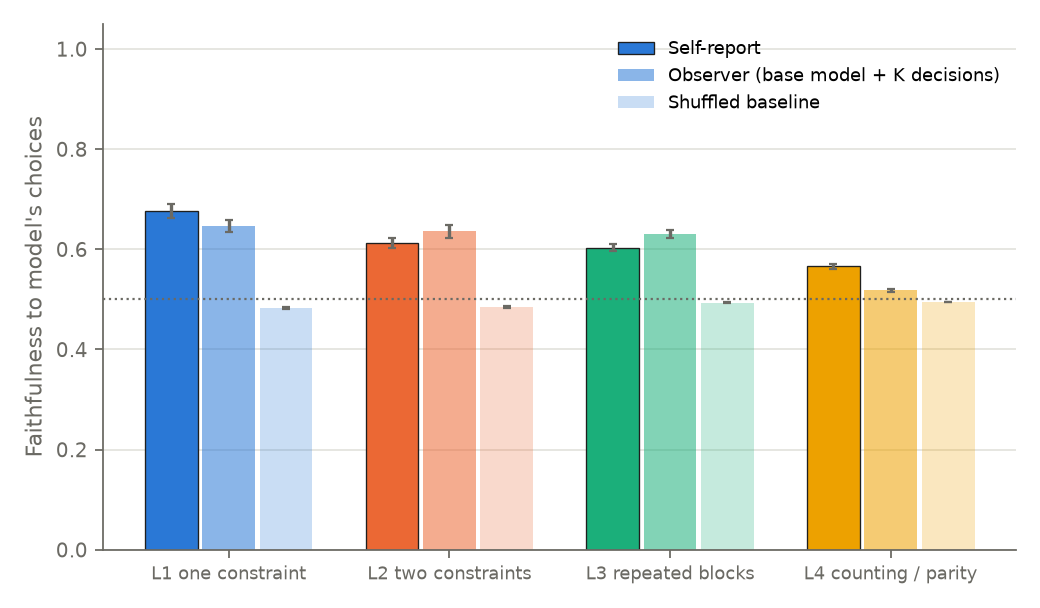 Faithfulness to model's choices
1.0
0.8
0.6
0.4
0.2
0.0
Self-report
Observer (base model + K decisions)
Shuffled baseline
L1 one constraint
L2 two constraints
L3 repeated blocks
L4 counting / parity